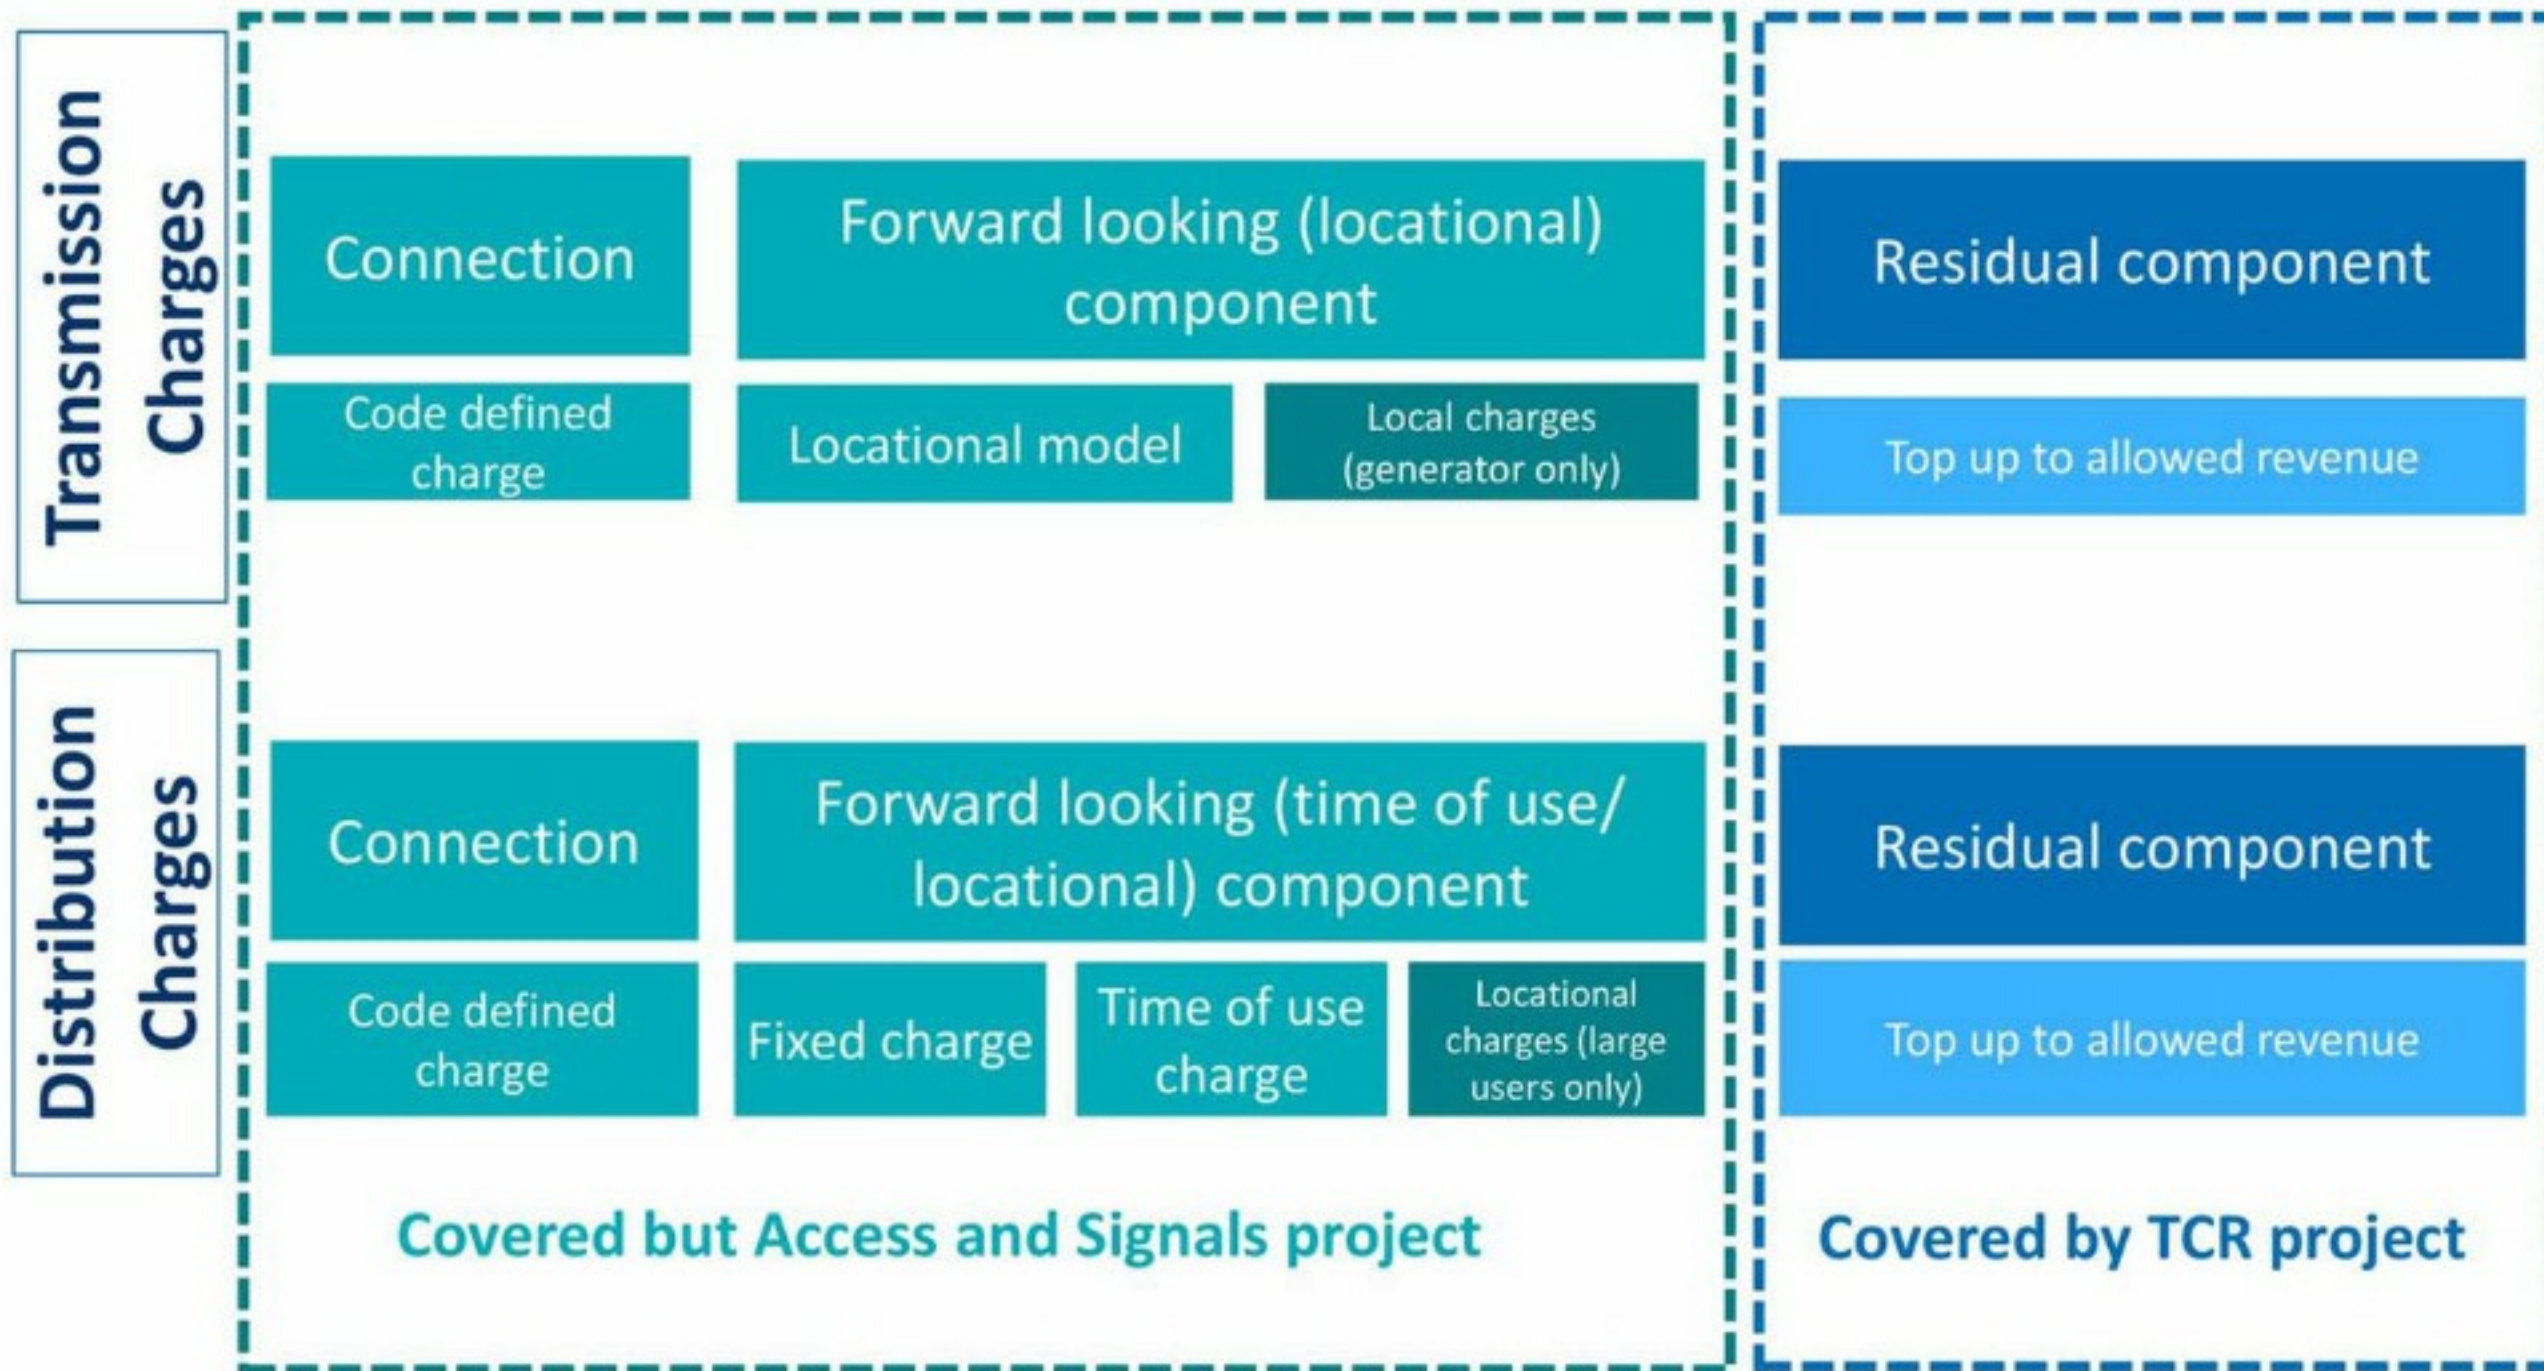 Transmission
Charges
Connection
Forward looking (locational)
component
Residual component
Code defined
charge
Locational model
Local charges
(generator only)
Top up to allowed revenue
Distribution
Charges
Connection
Forward looking (time of use/
locational) component
Residual component
Code defined
charge
Fixed charge
Time of use
charge
Locational
charges (large
users only)
Top up to allowed revenue
Covered but Access and Signals project
Covered by TCR project